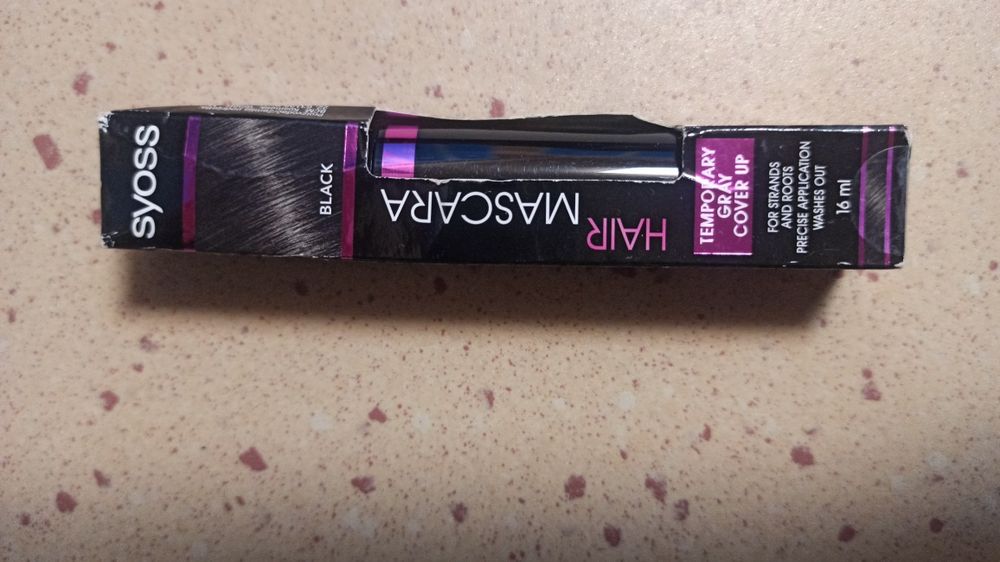 syoss
BLACK
HAIR
MASCARA
TEMPORARY
GRAY
COVER UP
FOR STRANDS
AND ROOTS
PRECISE APPLICATION
WASHES OUT
16 ml